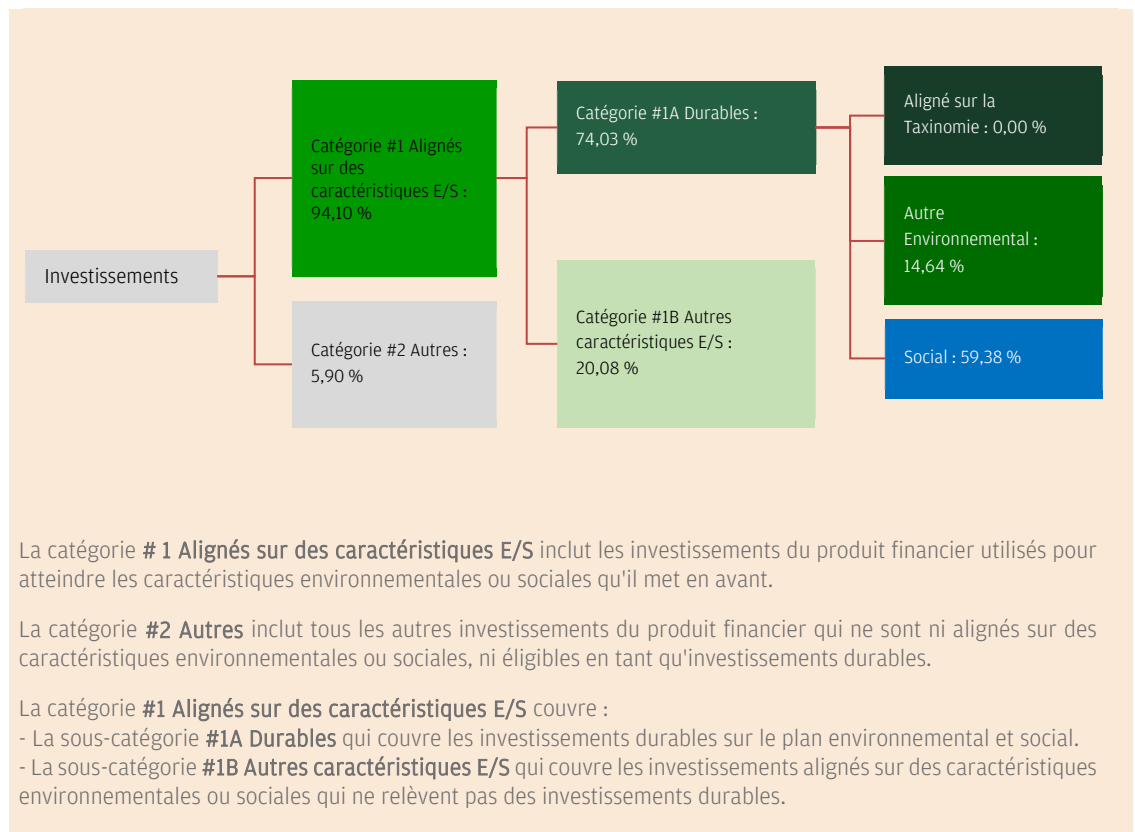 Investissements
Catégorie #1 Alignés
sur des
caractéristiques E/S :
94,10 %
Catégorie #2 Autres :
5,90 %
Catégorie #1A Durables :
74,03 %
Catégorie #1B Autres
caractéristiques E/S :
20,08 %
Aligné sur la
Taxinomie : 0,00 %
Autre
Environnemental :
14,64 %
Social : 59,38 %
La catégorie # 1 Alignés sur des caractéristiques E/S inclut les investissements du produit financier utilisés pour
atteindre les caractéristiques environnementales ou sociales qu'il met en avant.
La catégorie #2 Autres inclut tous les autres investissements du produit financier qui ne sont ni alignés sur des
caractéristiques environnementales ou sociales, ni éligibles en tant qu'investissements durables.
La catégorie #1 Alignés sur des caractéristiques E/S couvre :
- La sous-catégorie #1A Durables qui couvre les investissements durables sur le plan environnemental et social.
- La sous-catégorie #1B Autres caractéristiques E/S qui couvre les investissements alignés sur des caractéristiques
environnementales ou sociales qui ne relèvent pas des investissements durables.